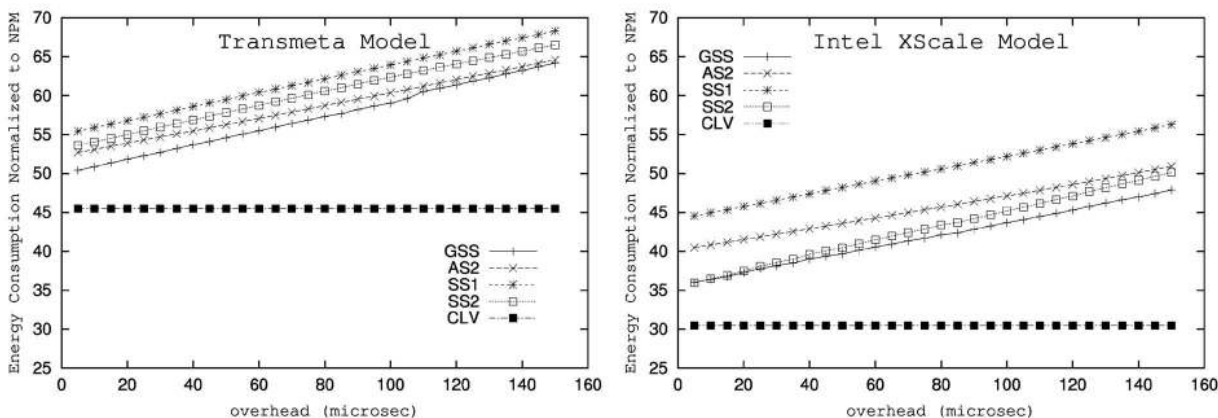 Energy Consumption Normalized to NPM
70
65
60
55
50
45
40
35
30
25
Transmeta Model
GSS
AS2
SS1
SS2
CLV
0
20
40
60
80
100
120
140
160
overhead (microsec)
Energy Consumption Normalized to NPM
70
65
60
55
50
45
40
35
30
25
Intel XScale Model
GSS
AS2
SS1
SS2
CLV
0
20
40
60
80
100
120
140
160
overhead (microsec)